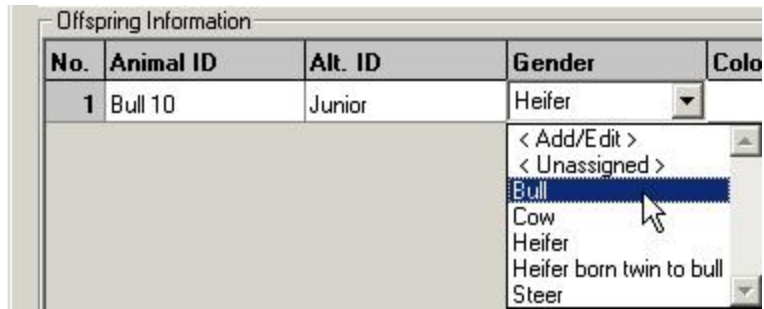 Offspring Information
No. Animal ID Alt. ID Gender Colo
1 Bull 10 Junior Heifer
< Add/Edit >
< Unassigned >
Bull
Cow
Heifer
Heifer born twin to bull
Steer